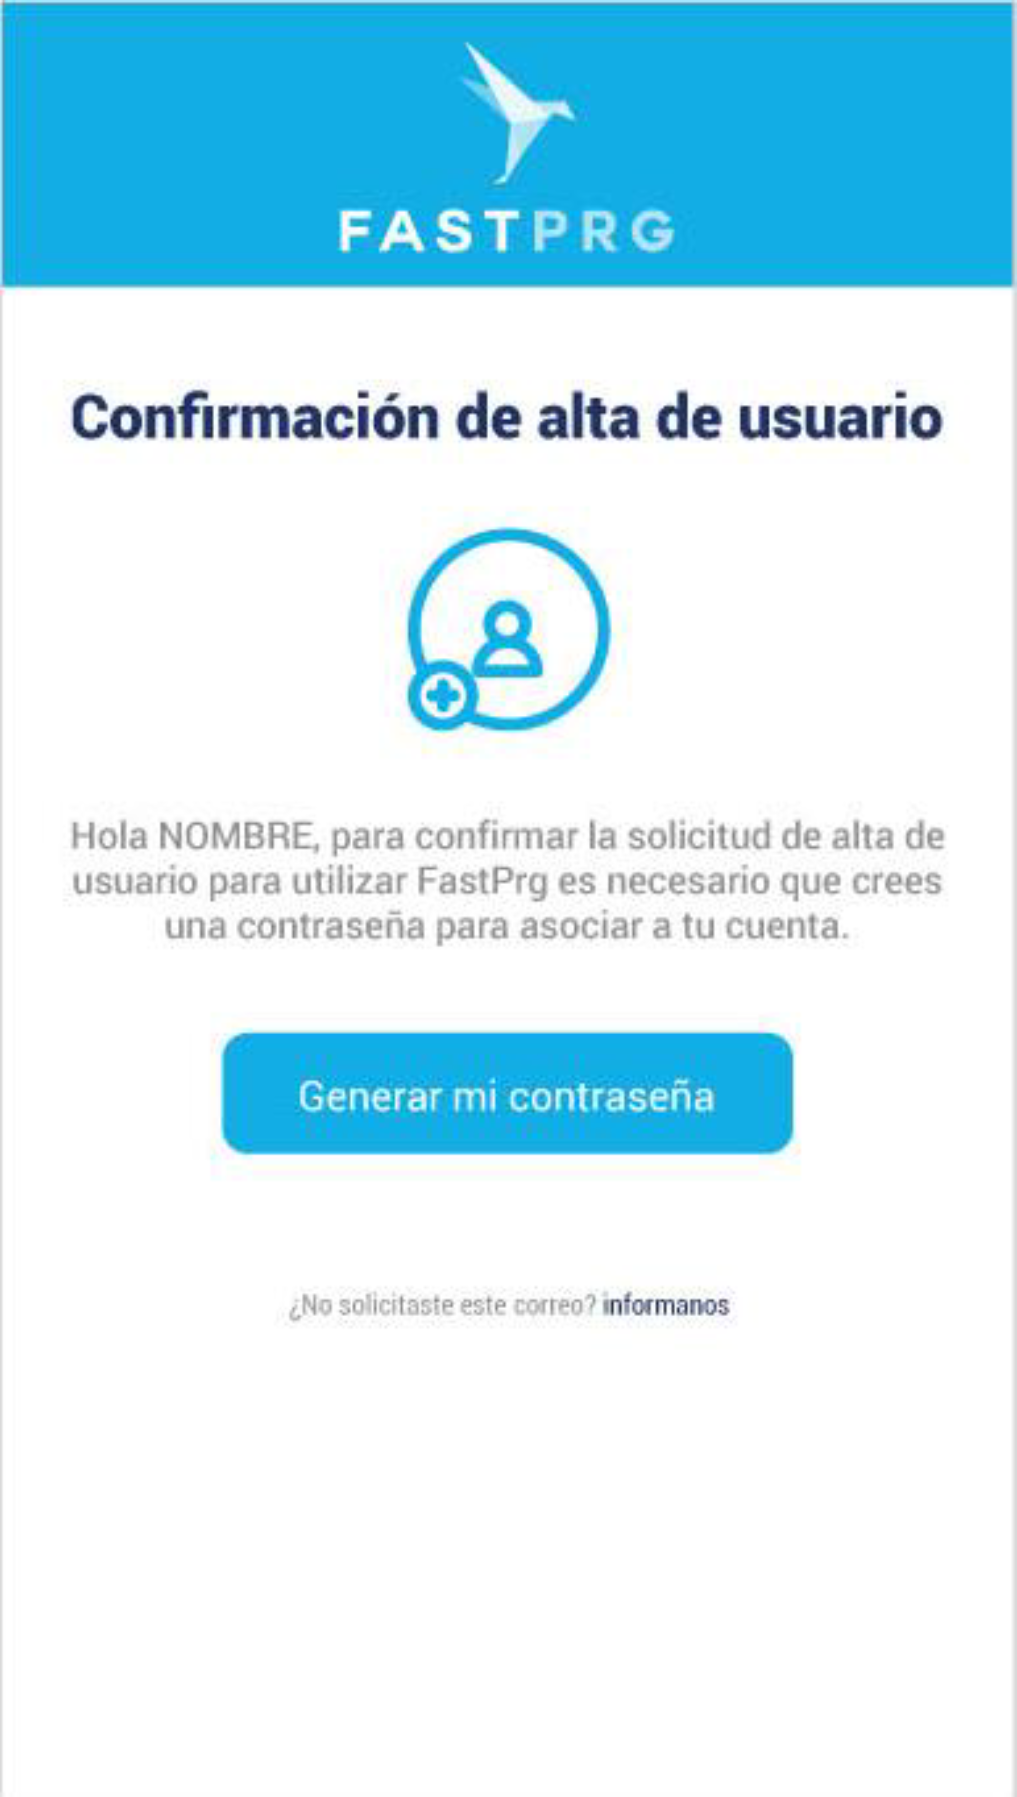 FASTPRG
Confirmación de alta de usuario
Hola NOMBRE, para confirmar la solicitud de alta de
usuario para utilizar FastPrg es necesario que crees
una contraseña para asociar a tu cuenta.
Generar mi contraseña
¿No solicitaste este correo? informanos